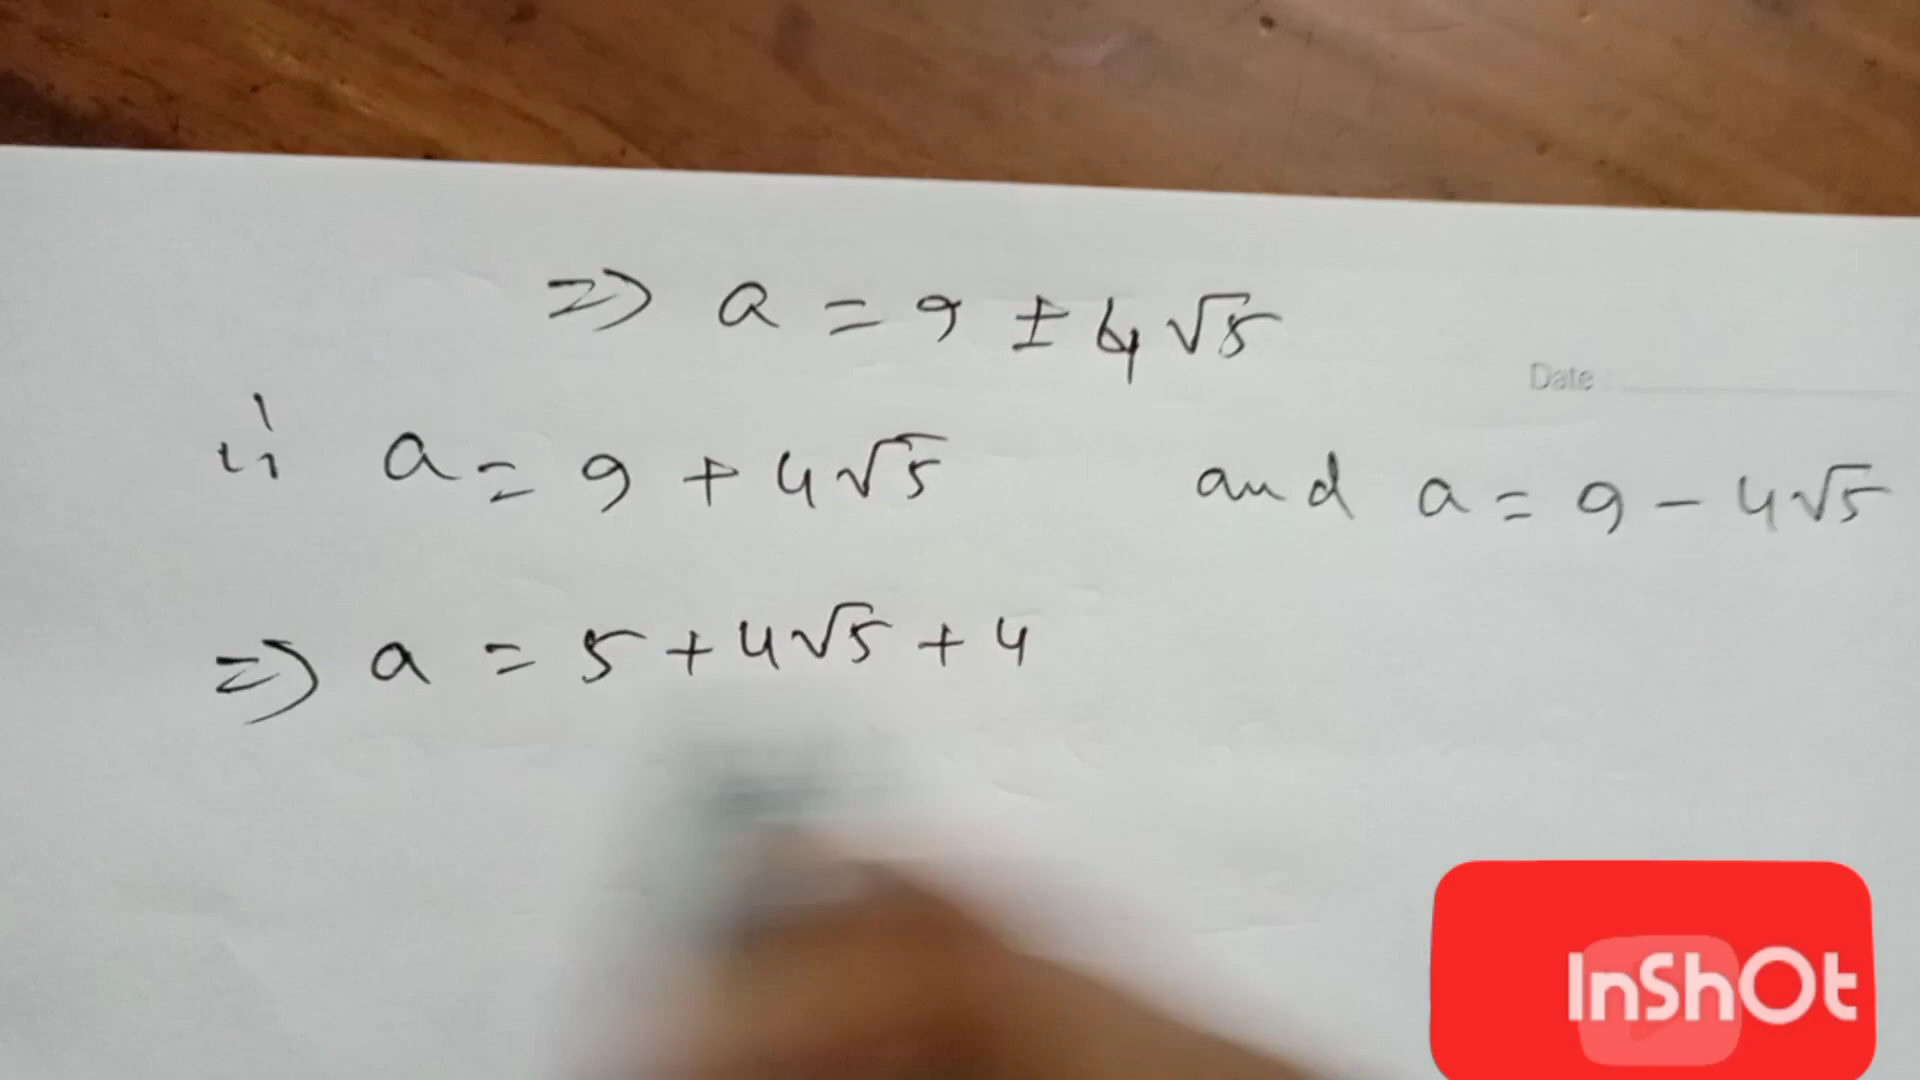 => a = 9 ± 4√5
Date
a = 9 + 4√5 and a = 9 - 4√5
=> a = 5 + 4√5 + 4
InShOt